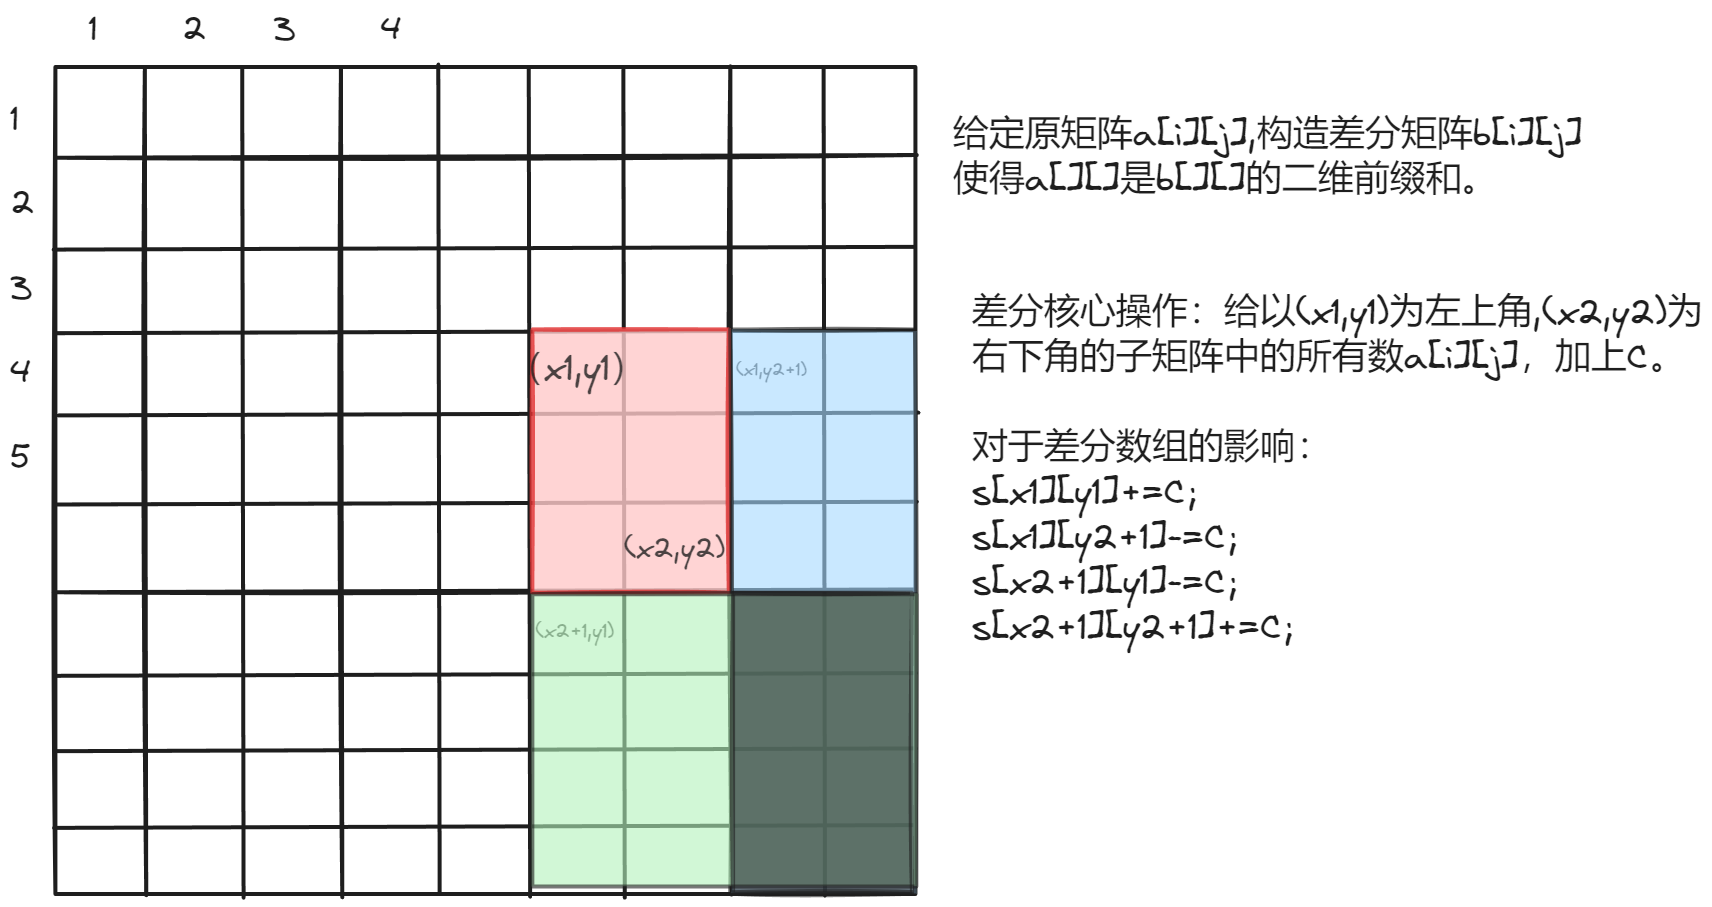 1 2 3 4
1
2
3
4
5
(x1,y1)
(x1,y2+1)
(x2,y2)
(x2+1,y1)
给定原矩阵a[i][j],构造差分矩阵b[i][j]
使得a[][]是b[][]的二维前缀和。
差分核心操作：给以(x1,y1)为左上角,(x2,y2)为
右下角的子矩阵中的所有数a[i][j]，加上C。
对于差分数组的影响：
s[x1][y1]+=C;
s[x1][y2+1]-=C;
s[x2+1][y1]-=C;
s[x2+1][y2+1]+=C;